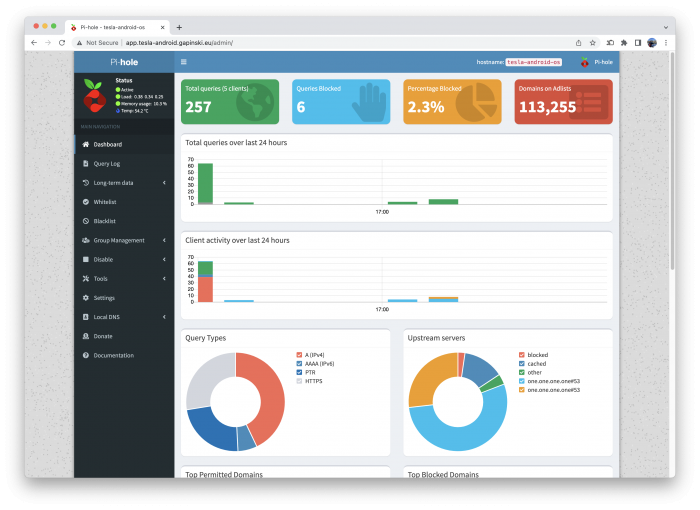 Pi-hole - tesla-android-os
Not Secure | app.tesla-android.gapinski.eu/admin/
Pi-hole
hostname: tesla-android-os
Pi-hole
Status
Active
Load: 0.38 0.34 0.25
Memory usage: 10.5 %
Temp: 54.2 °C
MAIN NAVIGATION
Dashboard
Query Log
Long-term data
Whitelist
Blacklist
Group Management
Disable
Tools
Settings
Local DNS
Donate
Documentation
Total queries (5 clients)
257
Queries Blocked
6
Percentage Blocked
2.3%
Domains on Adlists
113,255
Total queries over last 24 hours
70
60
50
40
30
20
10
0
17:00
Client activity over last 24 hours
70
60
50
40
30
20
10
0
17:00
Query Types
A (IPv4)
AAAA (IPv6)
PTR
HTTPS
Upstream servers
blocked
cached
other
one.one.one.one#53
one.one.one.one#53
Top Permitted Domains
Top Blocked Domains